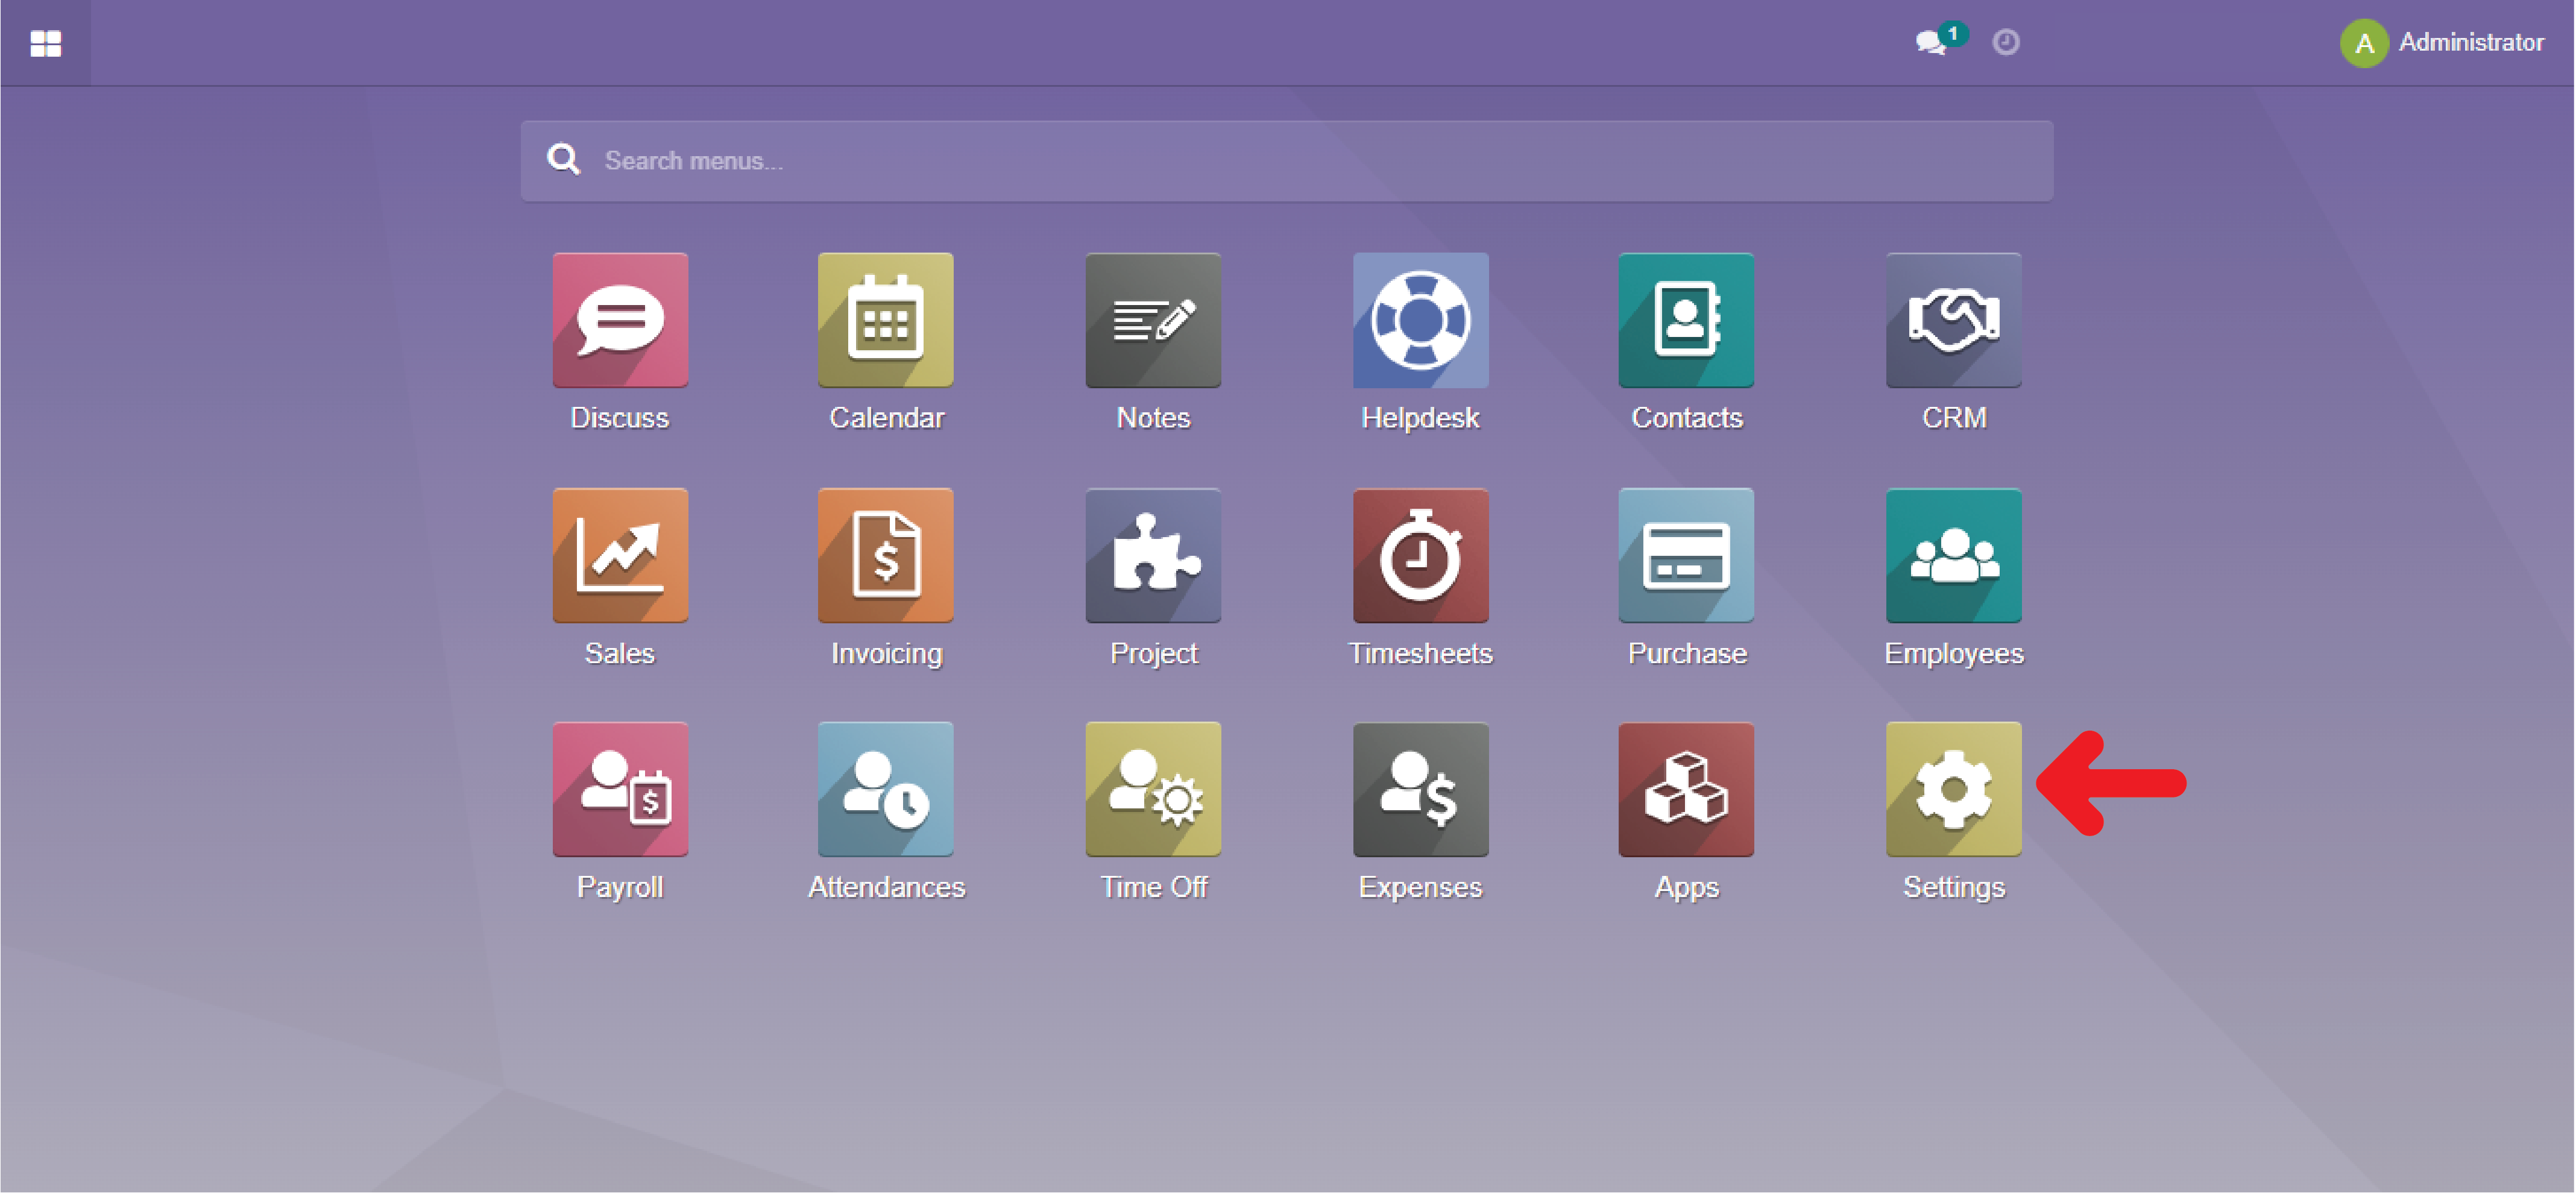 1
A Administrator
Search menus...
Discuss Calendar Notes Helpdesk Contacts CRM
Sales Invoicing Project Timesheets Purchase Employees
Payroll Attendances Time Off Expenses Apps Settings